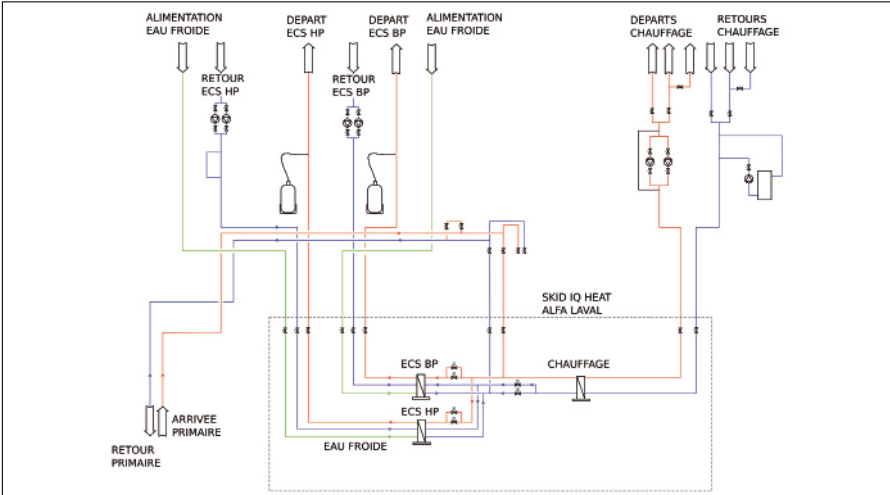 ALIMENTATION
EAU FROIDE
DEPART
ECS HP
DEPART
ECS BP
ALIMENTATION
EAU FROIDE
DEPARTS
CHAUFFAGE
RETOURS
CHAUFFAGE
RETOUR
ECS HP
RETOUR
ECS BP
SKID IQ HEAT
ALFA LAVAL
ECS BP
CHAUFFAGE
ECS HP
EAU FROIDE
ARRIVEE
PRIMAIRE
RETOUR
PRIMAIRE